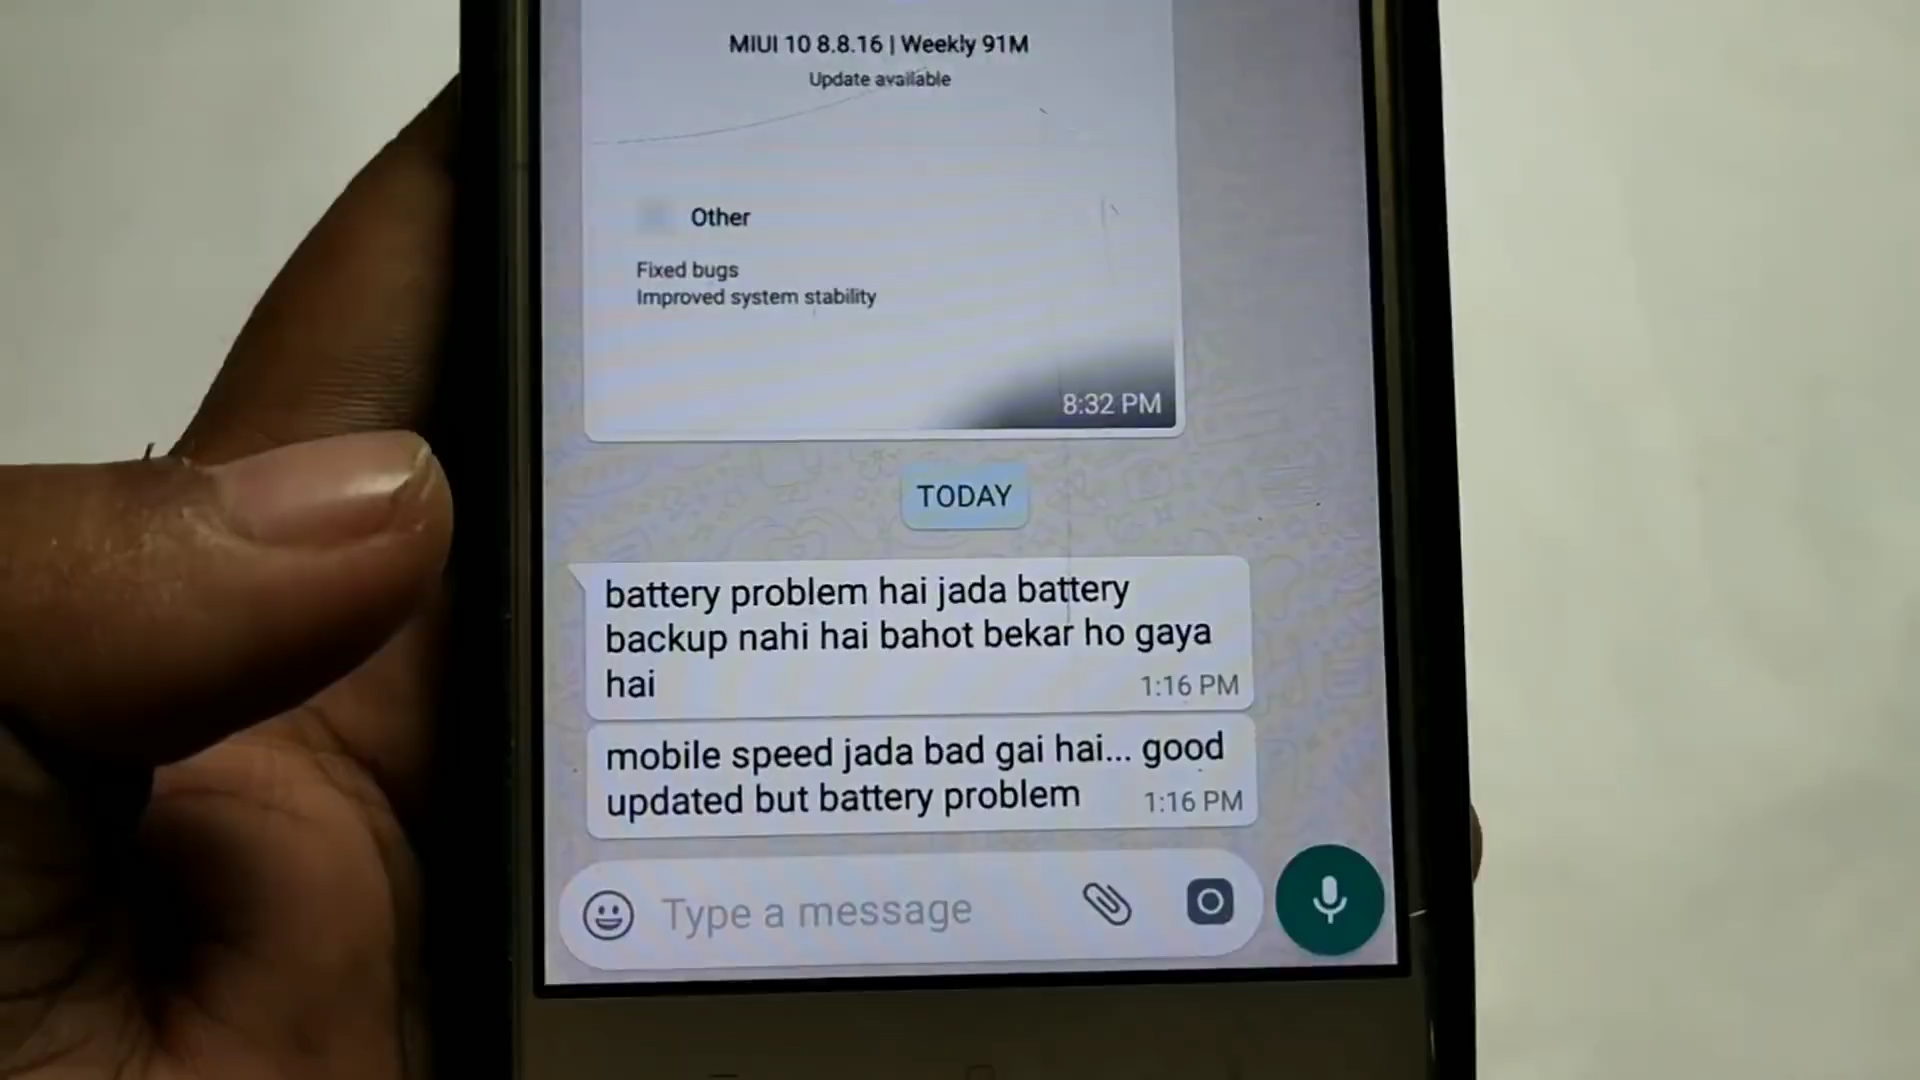 MIUI 10 8.8.16 | Weekly 91M
Update available
Other
Fixed bugs
Improved system stability
8:32 PM
TODAY
battery problem hai jada battery
backup nahi hai bahot bekar ho gaya
hai
1:16 PM
mobile speed jada bad gai hai... good
updated but battery problem
1:16 PM
Type a message